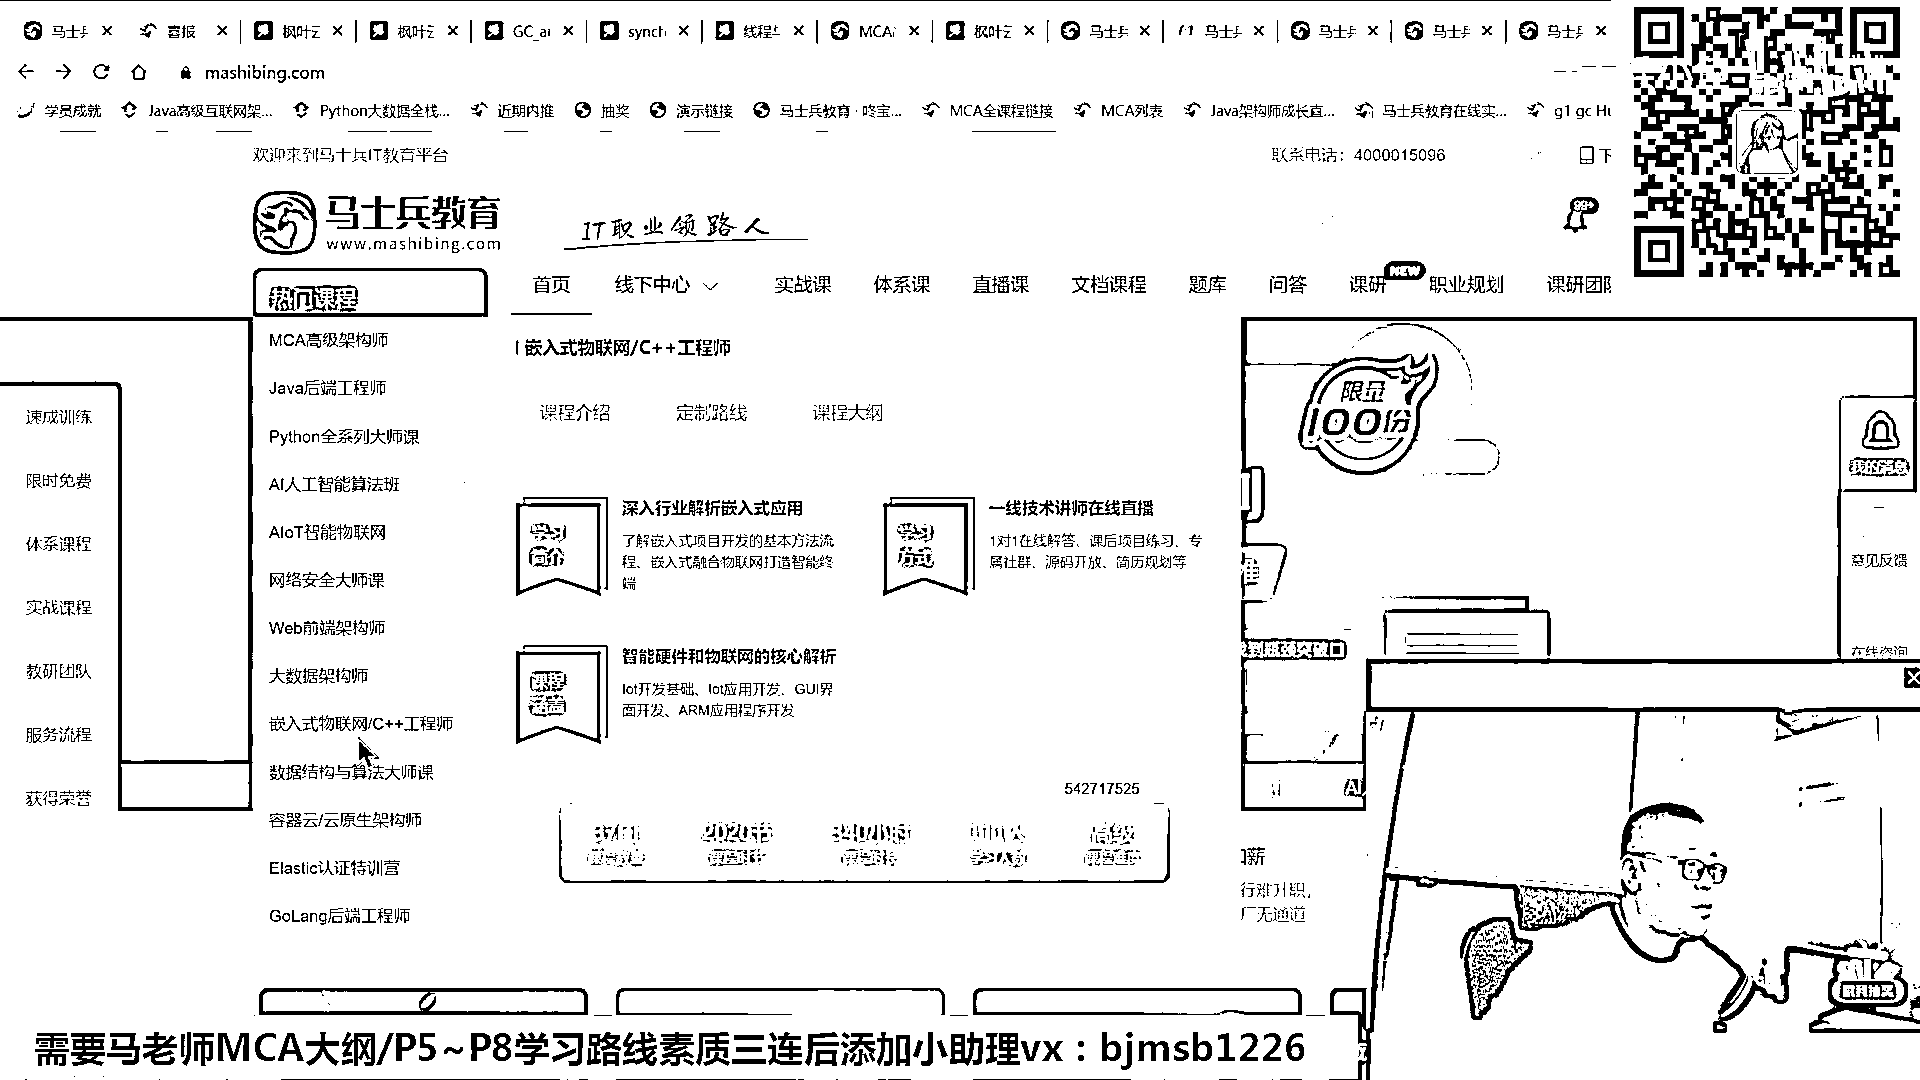 马士 喜报 枫叶 枫叶 GC_ synch 线程 MCA 枫叶 马士兵 马士 马士兵 马士 马士
mashibing.com
学员成就 Java高级互联网架... Python大数据全栈... 近期内推 抽奖 演示链接 马士兵教育 · 咚宝... MCA全课程链接 MCA列表 Java架构师成长直... 马士兵教育在线实... g1 gc Hu
欢迎来到马士兵IT教育平台
联系电话：4000015096
马士兵教育
www.mashibing.com
IT职业领路人
热门课程
首页 线下中心 实战课 体系课 直播课 文档课程 题库 问答 课研 NEW 职业规划 课研团队
MCA高级架构师
Java后端工程师
Python全系列大师课
AI人工智能算法班
AIoT智能物联网
网络安全大师课
Web前端架构师
大数据架构师
嵌入式物联网/C++工程师
数据结构与算法大师课
容器云/云原生架构师
Elastic认证特训营
GoLang后端工程师
速成训练
限时免费
体系课程
实战课程
教研团队
服务流程
获得荣誉
嵌入式物联网/C++工程师
课程介绍 定制路线 课程大纲
学习简介
深入行业解析嵌入式应用
了解嵌入式项目开发的基本方法流
程、嵌入式融合物联网打造智能终
端
学习方式
一线技术讲师在线直播
1对1在线解答、课后项目练习、专
属社群、源码开放、简历规划等
课程
智能硬件和物联网的核心解析
Iot开发基础、Iot应用开发、GUI界
面开发、ARM应用程序开发
542717525
2020节
高级
限量
100份
我的消息
意见反馈
在线咨询
薪
行难升职，
厂无通道
需要马老师MCA大纲/P5~P8学习路线素质三连后添加小助理vx：bjmsb1226